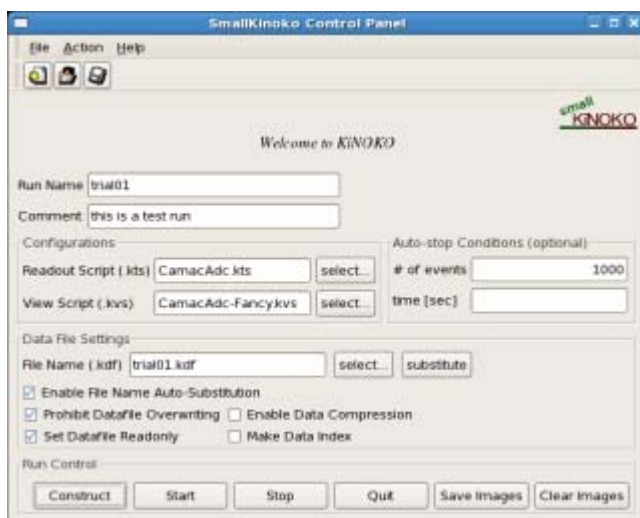 SmallKinoko Control Panel
File Action Help
small
KiNOKO
Welcome to KiNOKO
Run Name trial01
Comment this is a test run
Configurations
Readout Script (.kts) CamacAdc.kts select...
View Script (.kvs) CamacAdc-Fancy.kvs select...
Auto-stop Conditions (optional)
# of events 1000
time [sec]
Data File Settings
File Name (.kdf) trial01.kdf select... substitute
Enable File Name Auto-Substitution
Prohibit Datafile Overwriting Enable Data Compression
Set Datafile Readonly Make Data Index
Run Control
Construct Start Stop Quit Save Images Clear Images